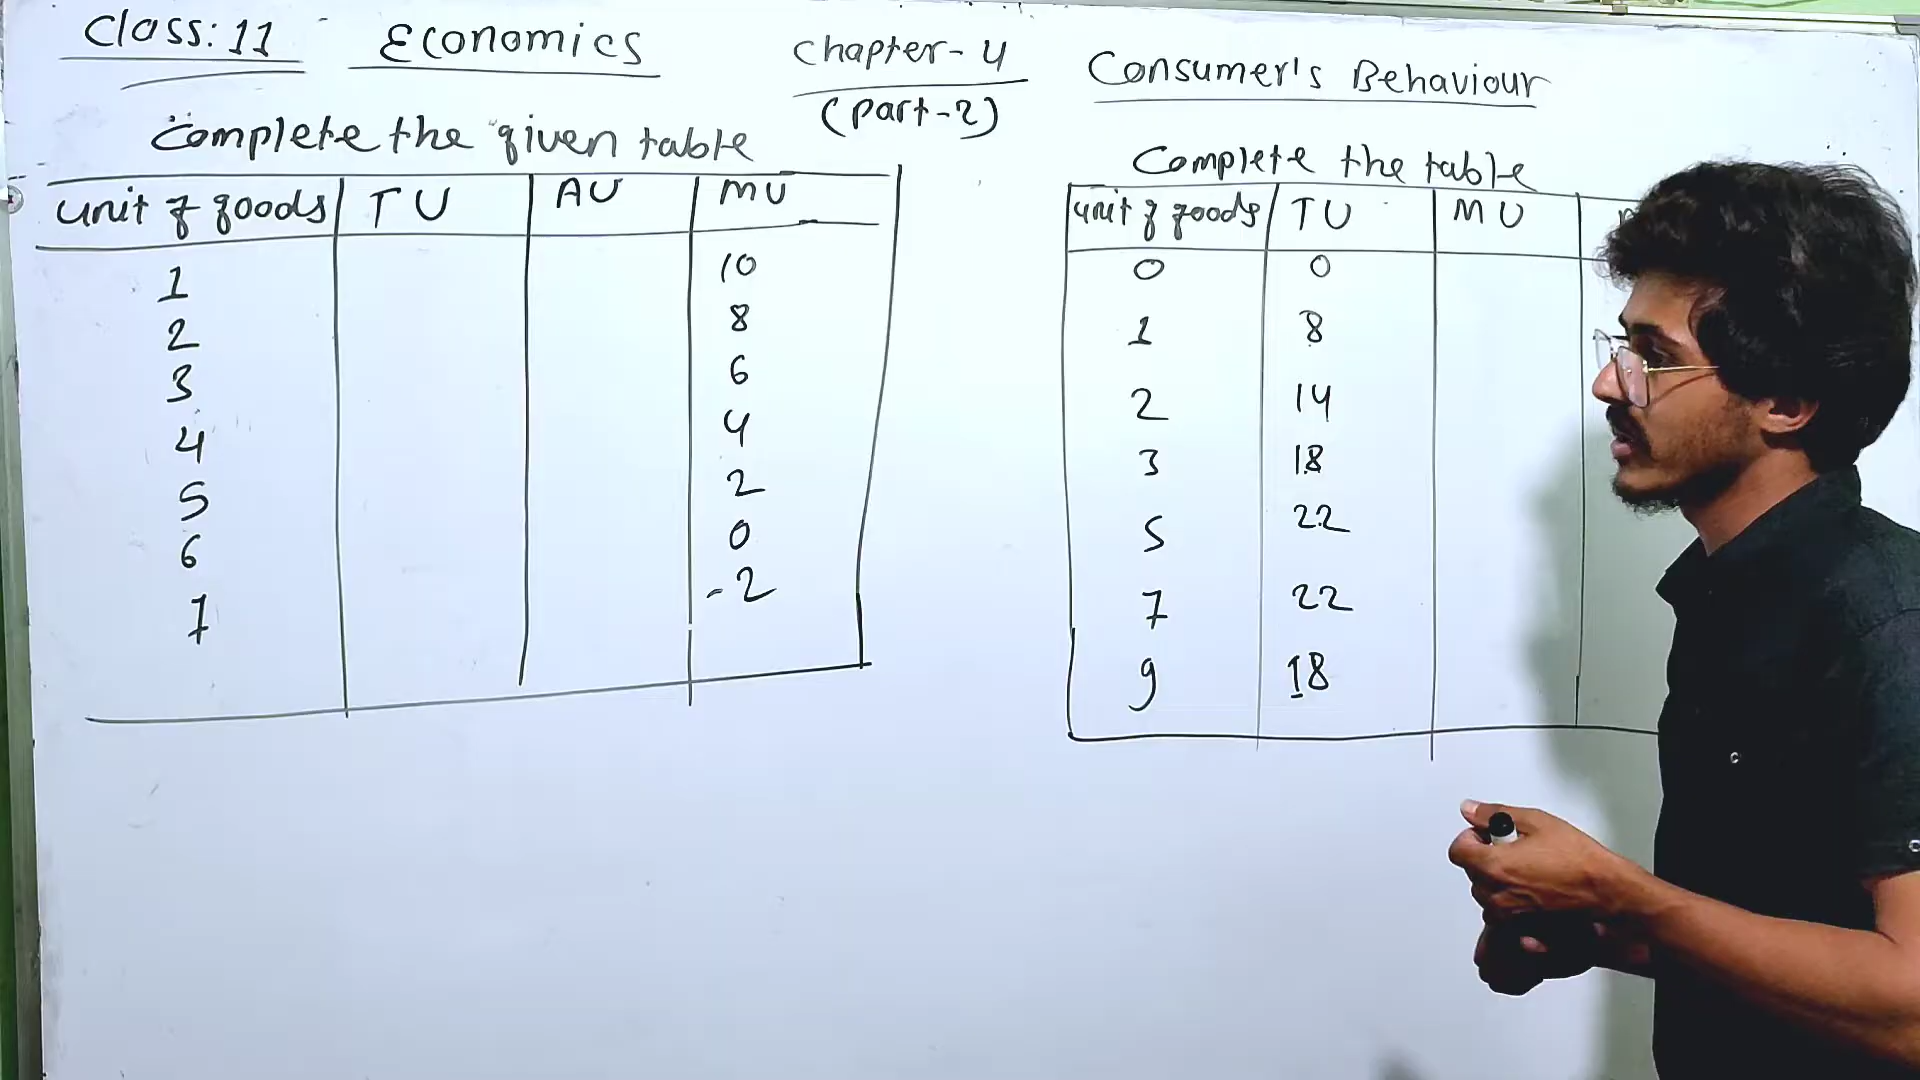 Class: 11 Economics Chapter-4 Consumer's Behaviour
(Part-2)
Complete the given table
unit of goods TU AU MU
1 10
2 8
3 6
4 4
5 2
6 0
7 -2
Complete the table
unit of goods TU MU
0 0
1 8
2 14
3 18
5 22
7 22
9 18